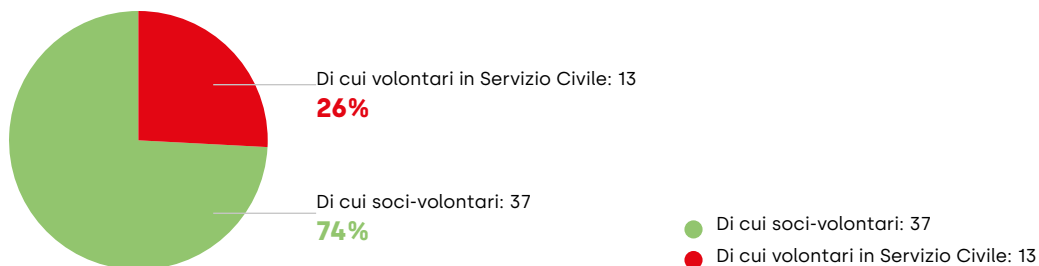 Di cui volontari in Servizio Civile: 13
26%
Di cui soci-volontari: 37
74%
Di cui soci-volontari: 37
Di cui volontari in Servizio Civile: 13